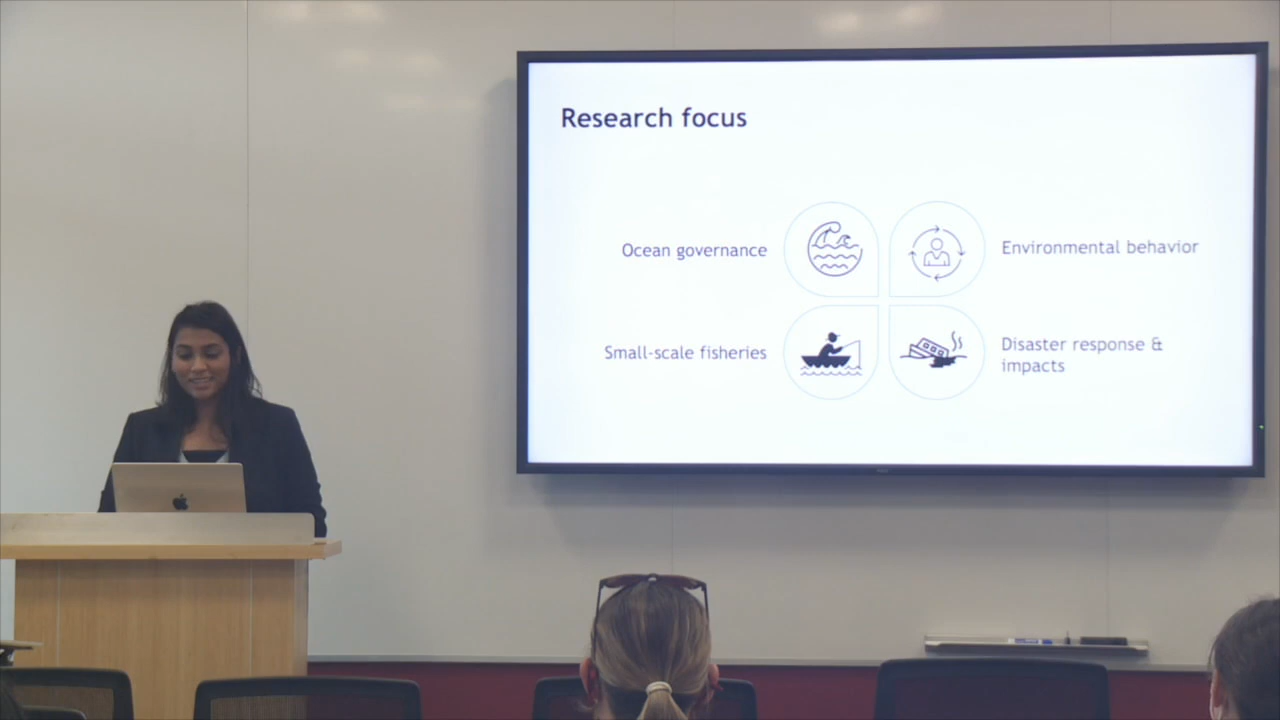 Research focus
Ocean governance
Environmental behavior
Small-scale fisheries
Disaster response &
impacts